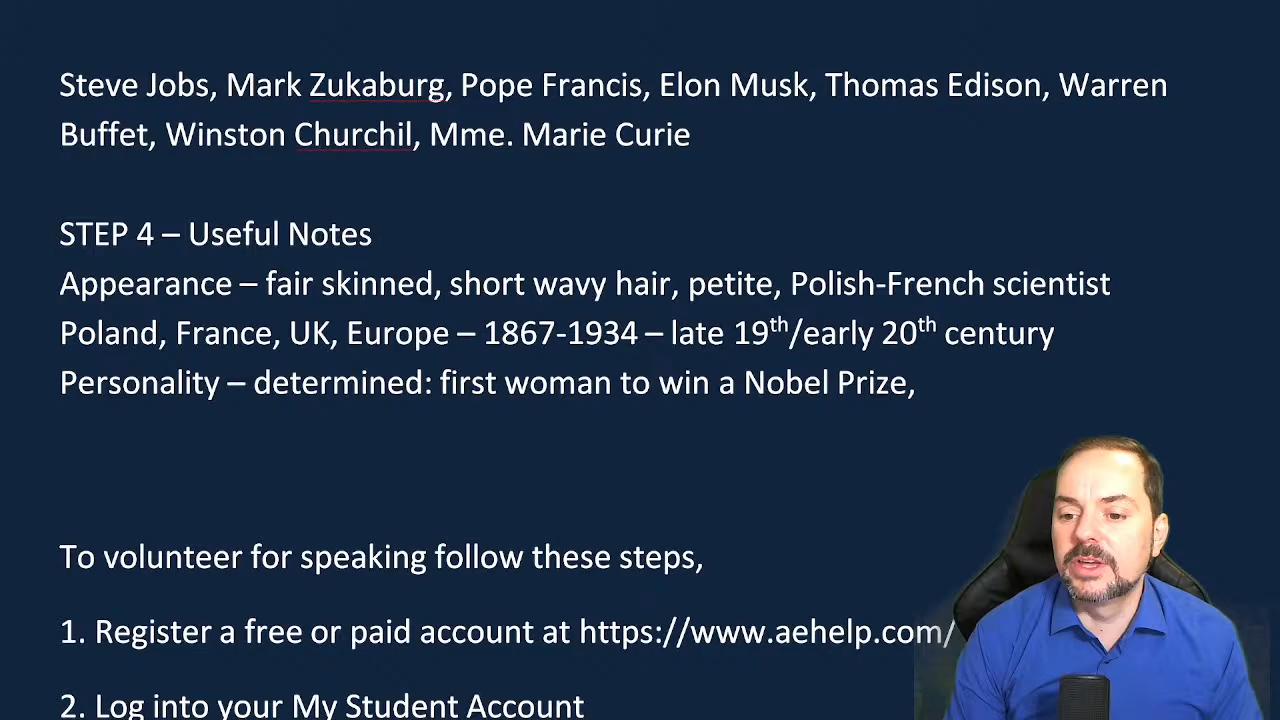 Steve Jobs, Mark Zukaburg, Pope Francis, Elon Musk, Thomas Edison, Warren
Buffet, Winston Churchil, Mme. Marie Curie
STEP 4 – Useful Notes
Appearance – fair skinned, short wavy hair, petite, Polish-French scientist
Poland, France, UK, Europe – 1867-1934 – late 19th/early 20th century
Personality – determined: first woman to win a Nobel Prize,
To volunteer for speaking follow these steps,
1. Register a free or paid account at https://www.aehelp.com/
2. Log into your My Student Account